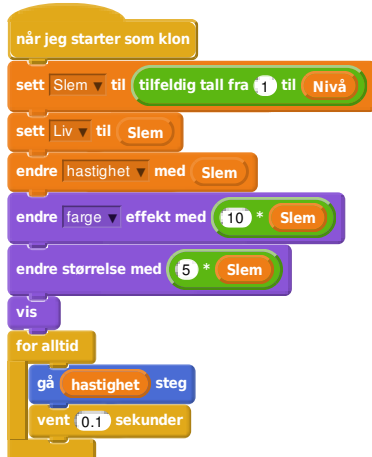 når jeg starter som klon
sett Slem ▼ til tilfeldig tall fra 1 til Nivå
sett Liv ▼ til Slem
endre hastighet ▼ med Slem
endre farge ▼ effekt med 10 * Slem
endre størrelse med 5 * Slem
vis
for alltid
gå hastighet steg
vent 0.1 sekunder